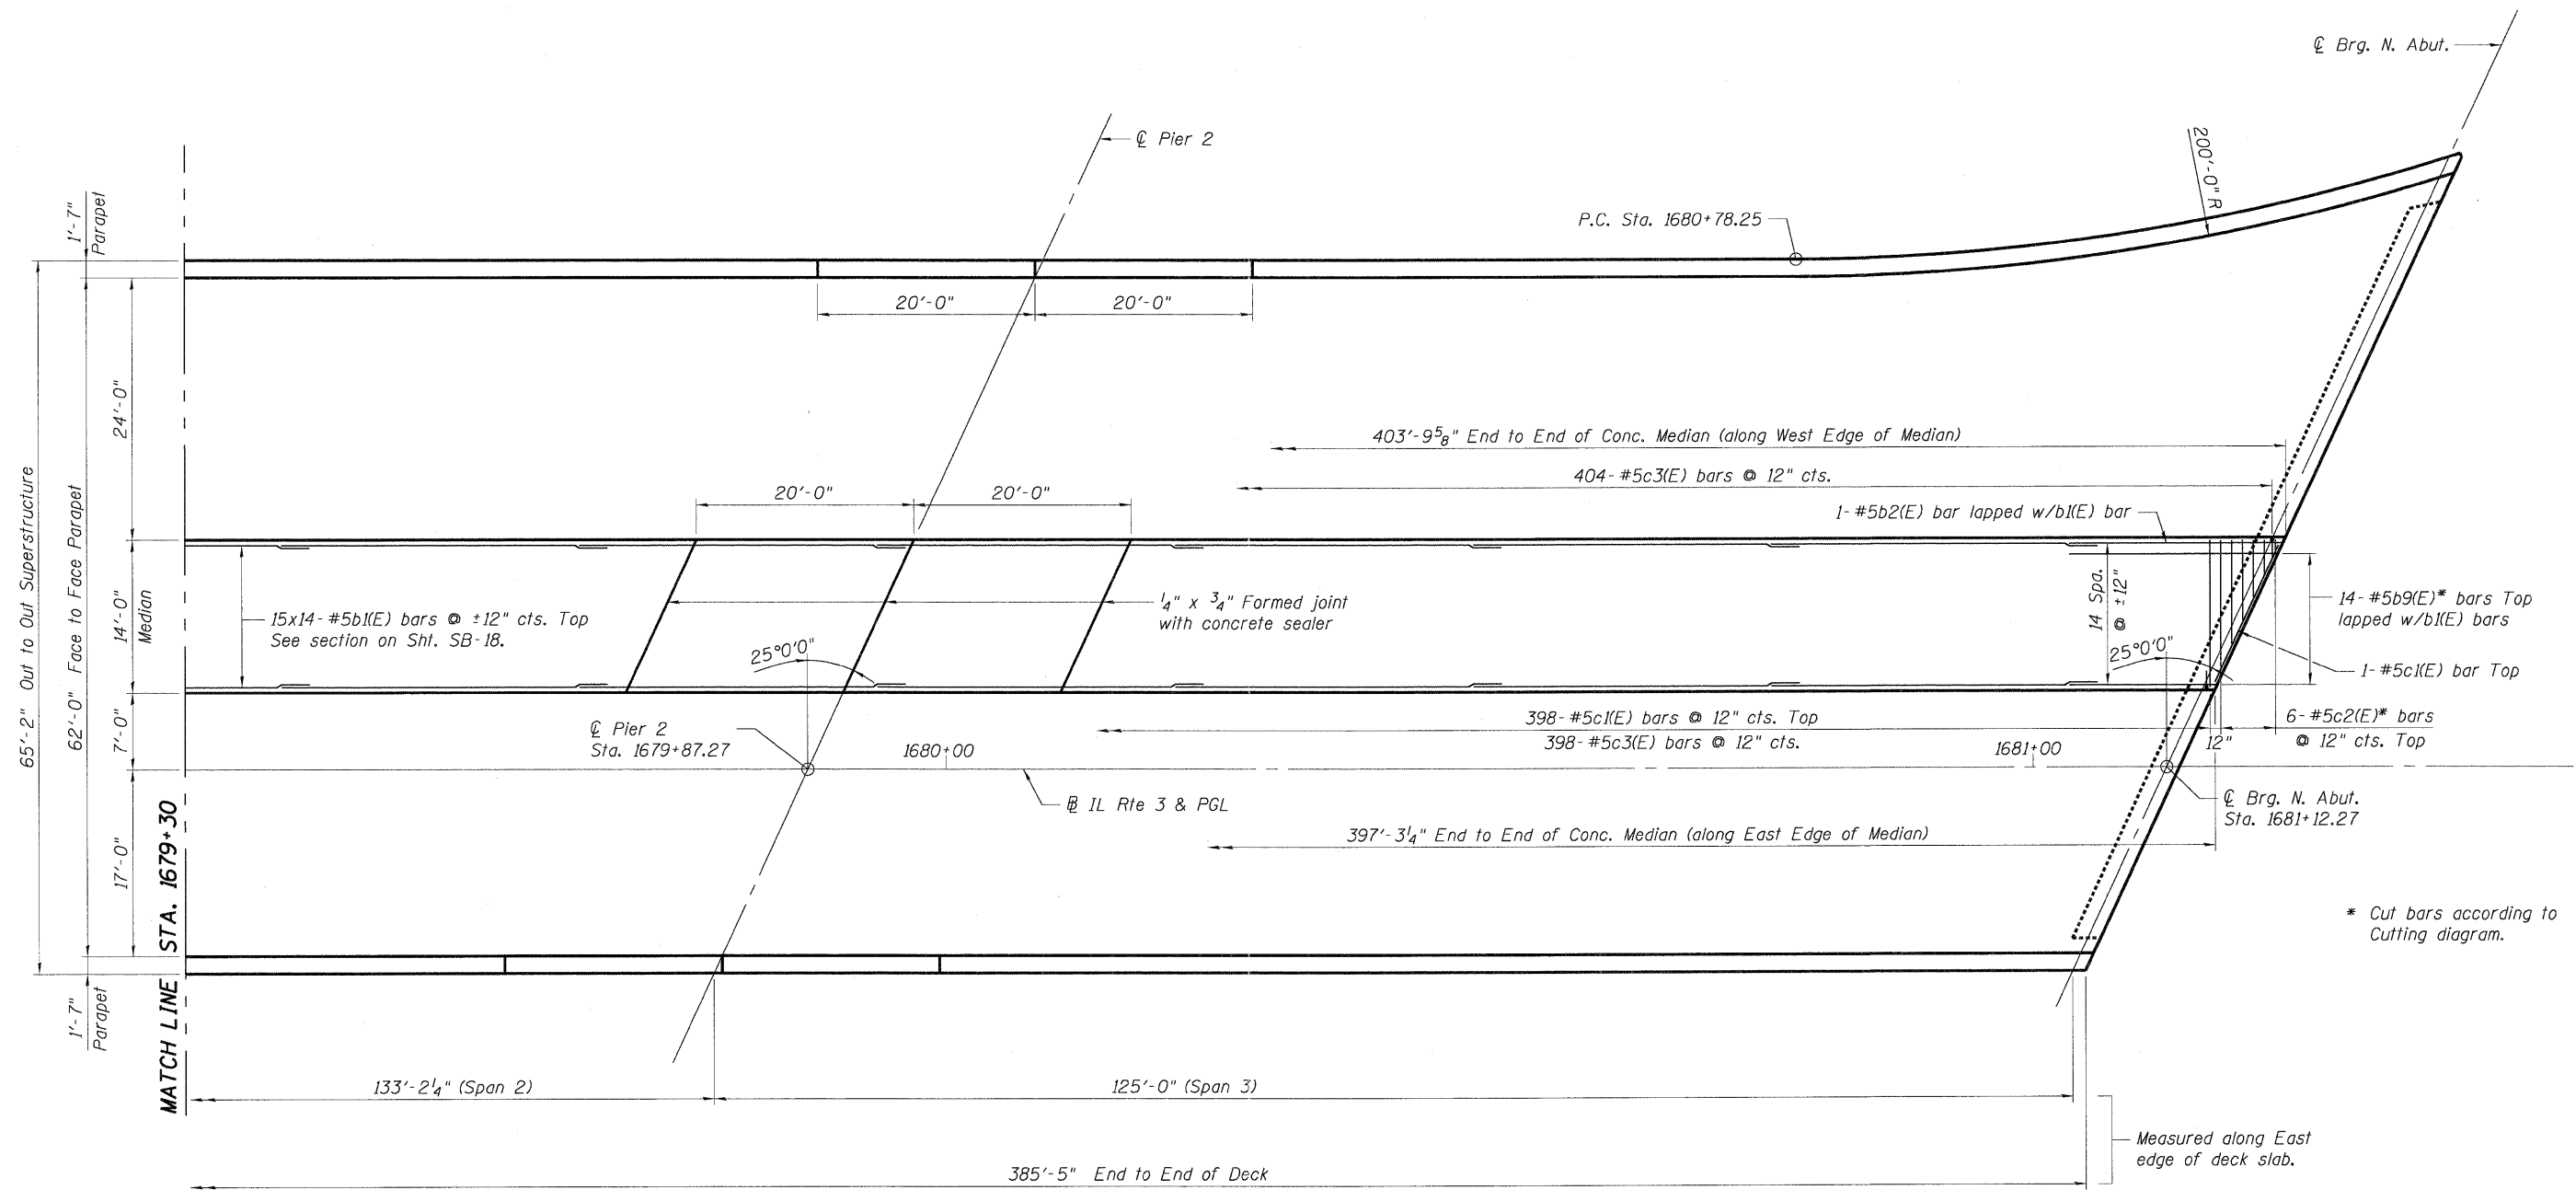 ℄ Brg. N. Abut.
℄ Pier 2
200'-0" R
1'-7"
Parapet
P.C. Sta. 1680+78.25
20'-0"
20'-0"
24'-0"
403'-9 5/8" End to End of Conc. Median (along West Edge of Median)
404-#5c3(E) bars @ 12" cts.
20'-0"
20'-0"
1-#5b2(E) bar lapped w/b1(E) bar
65'-2" Out to Out Superstructure
62'-0" Face to Face Parapet
14'-0"
Median
15x14-#5b1(E) bars @ ±12" cts. Top
See section on Sht. SB-18.
1/4" x 3/4" Formed joint
with concrete sealer
14 Spa.
@ ±12"
14-#5b9(E)* bars Top
lapped w/b1(E) bars
25°0'0"
25°0'0"
1-#5c1(E) bar Top
7'-0"
℄ Pier 2
Sta. 1679+87.27
1680+00
398-#5c1(E) bars @ 12" cts. Top
398-#5c3(E) bars @ 12" cts.
1681+00
12"
6-#5c2(E)* bars
@ 12" cts. Top
BL IL Rte 3 & PGL
℄ Brg. N. Abut.
Sta. 1681+12.27
17'-0"
MATCH LINE STA. 1679+30
397'-3 1/4" End to End of Conc. Median (along East Edge of Median)
* Cut bars according to
Cutting diagram.
1'-7"
Parapet
133'-2 1/4" (Span 2)
125'-0" (Span 3)
Measured along East
edge of deck slab.
385'-5" End to End of Deck